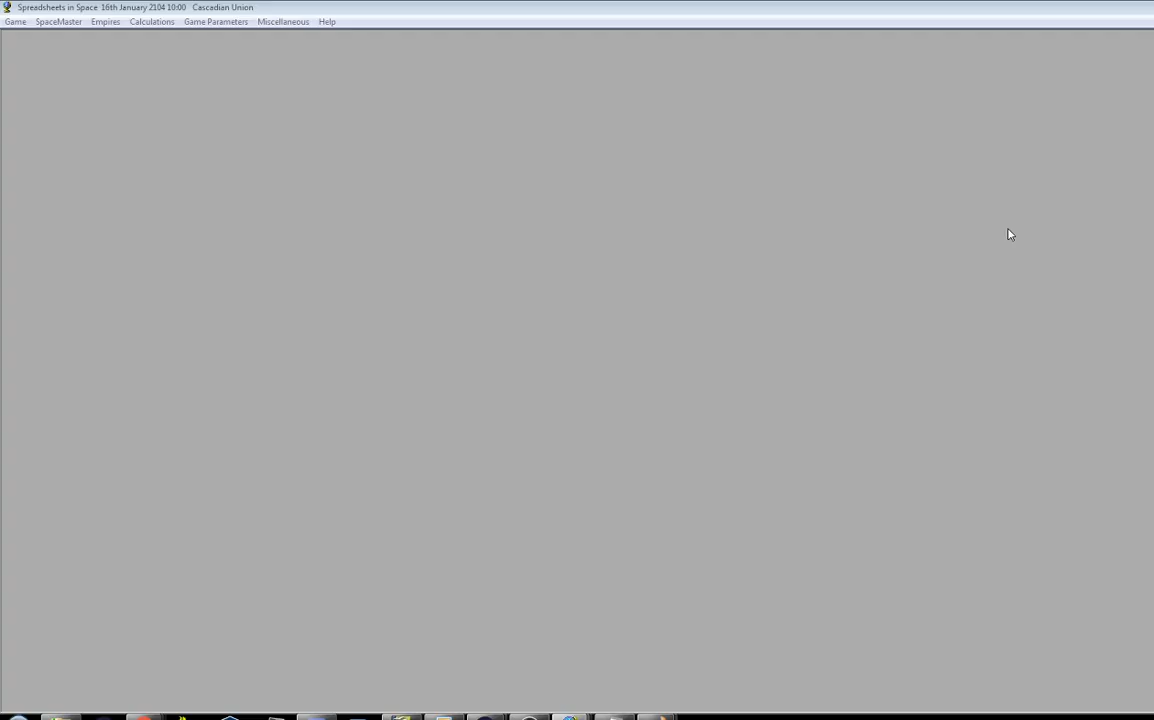 Spreadsheets in Space 16th January 2104 10:00 Cascadian Union
Game SpaceMaster Empires Calculations Game Parameters Miscellaneous Help